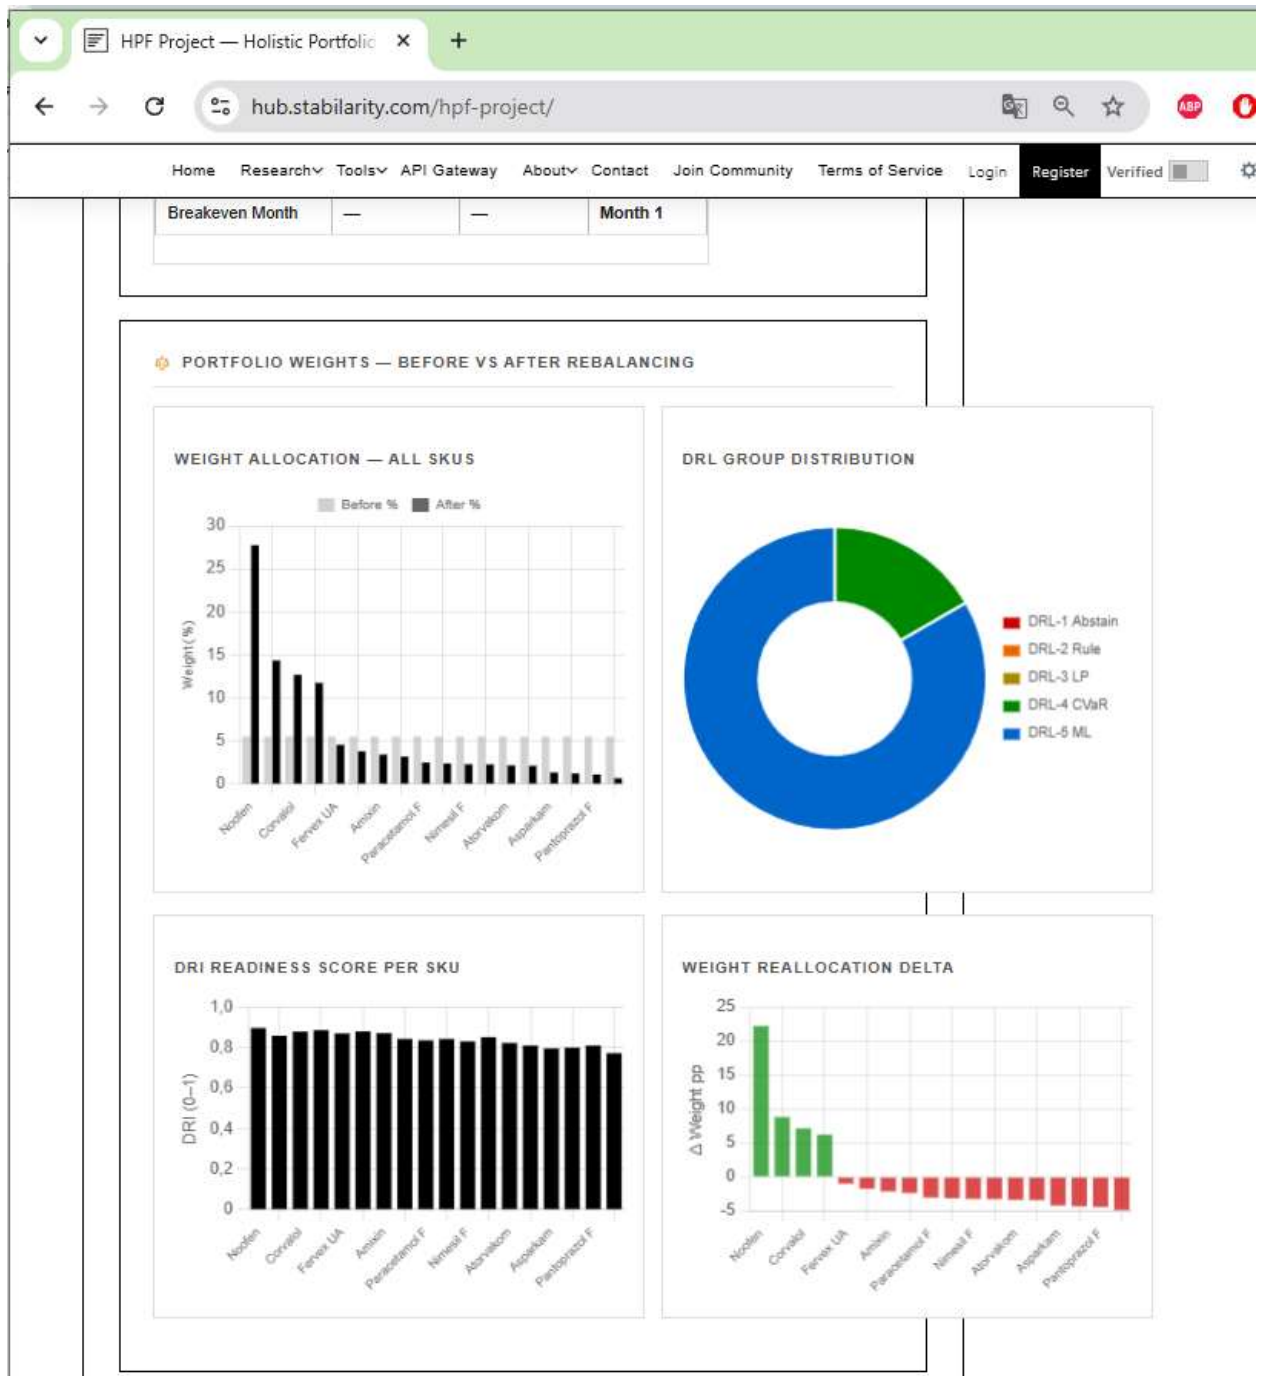 HPF Project — Holistic Portfolic
hub.stabilarity.com/hpf-project/
ABP
Home Research Tools API Gateway About Contact Join Community Terms of Service Login Register Verified
Breakeven Month — — Month 1
PORTFOLIO WEIGHTS — BEFORE VS AFTER REBALANCING
WEIGHT ALLOCATION — ALL SKUS
Before % After %
Weight(%)
30
25
20
15
10
5
0
Noofen Corvalol Fervex UA Amixin Paracetamol F Nimesil F Atorvakom Asparkam Pantoprazol F
DRL GROUP DISTRIBUTION
DRL-1 Abstain
DRL-2 Rule
DRL-3 LP
DRL-4 CVaR
DRL-5 ML
DRI READINESS SCORE PER SKU
DRI (0–1)
1,0
0,8
0,6
0,4
0,2
0
Noofen Corvalol Fervex UA Amixin Paracetamol F Nimesil F Atorvakom Asparkam Pantoprazol F
WEIGHT REALLOCATION DELTA
Δ Weight pp
25
20
15
10
5
0
-5
Noofen Corvalol Fervex UA Amixin Paracetamol F Nimesil F Atorvakom Asparkam Pantoprazol F